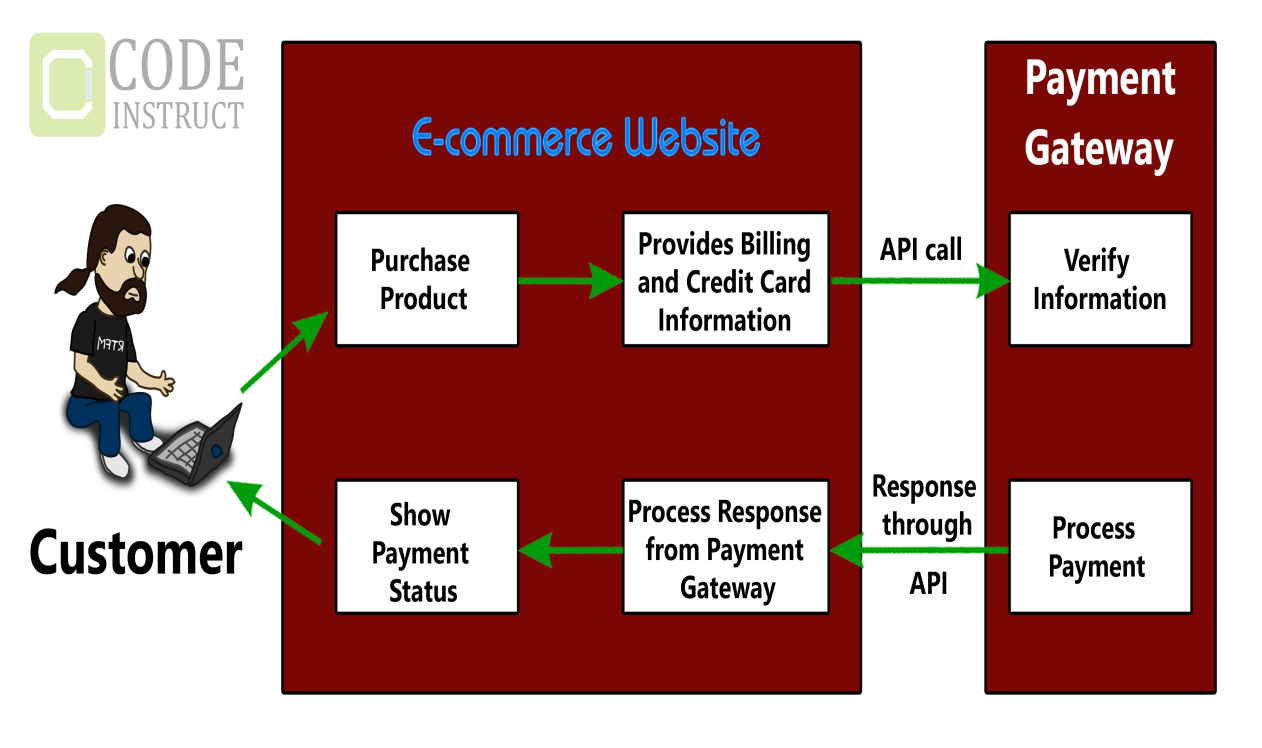 CODE
INSTRUCT
E-commerce Website
Payment
Gateway
Purchase
Product
Provides Billing
and Credit Card
Information
API call
Verify
Information
RTFM
Customer
Show
Payment
Status
Process Response
from Payment
Gateway
Response
through
API
Process
Payment